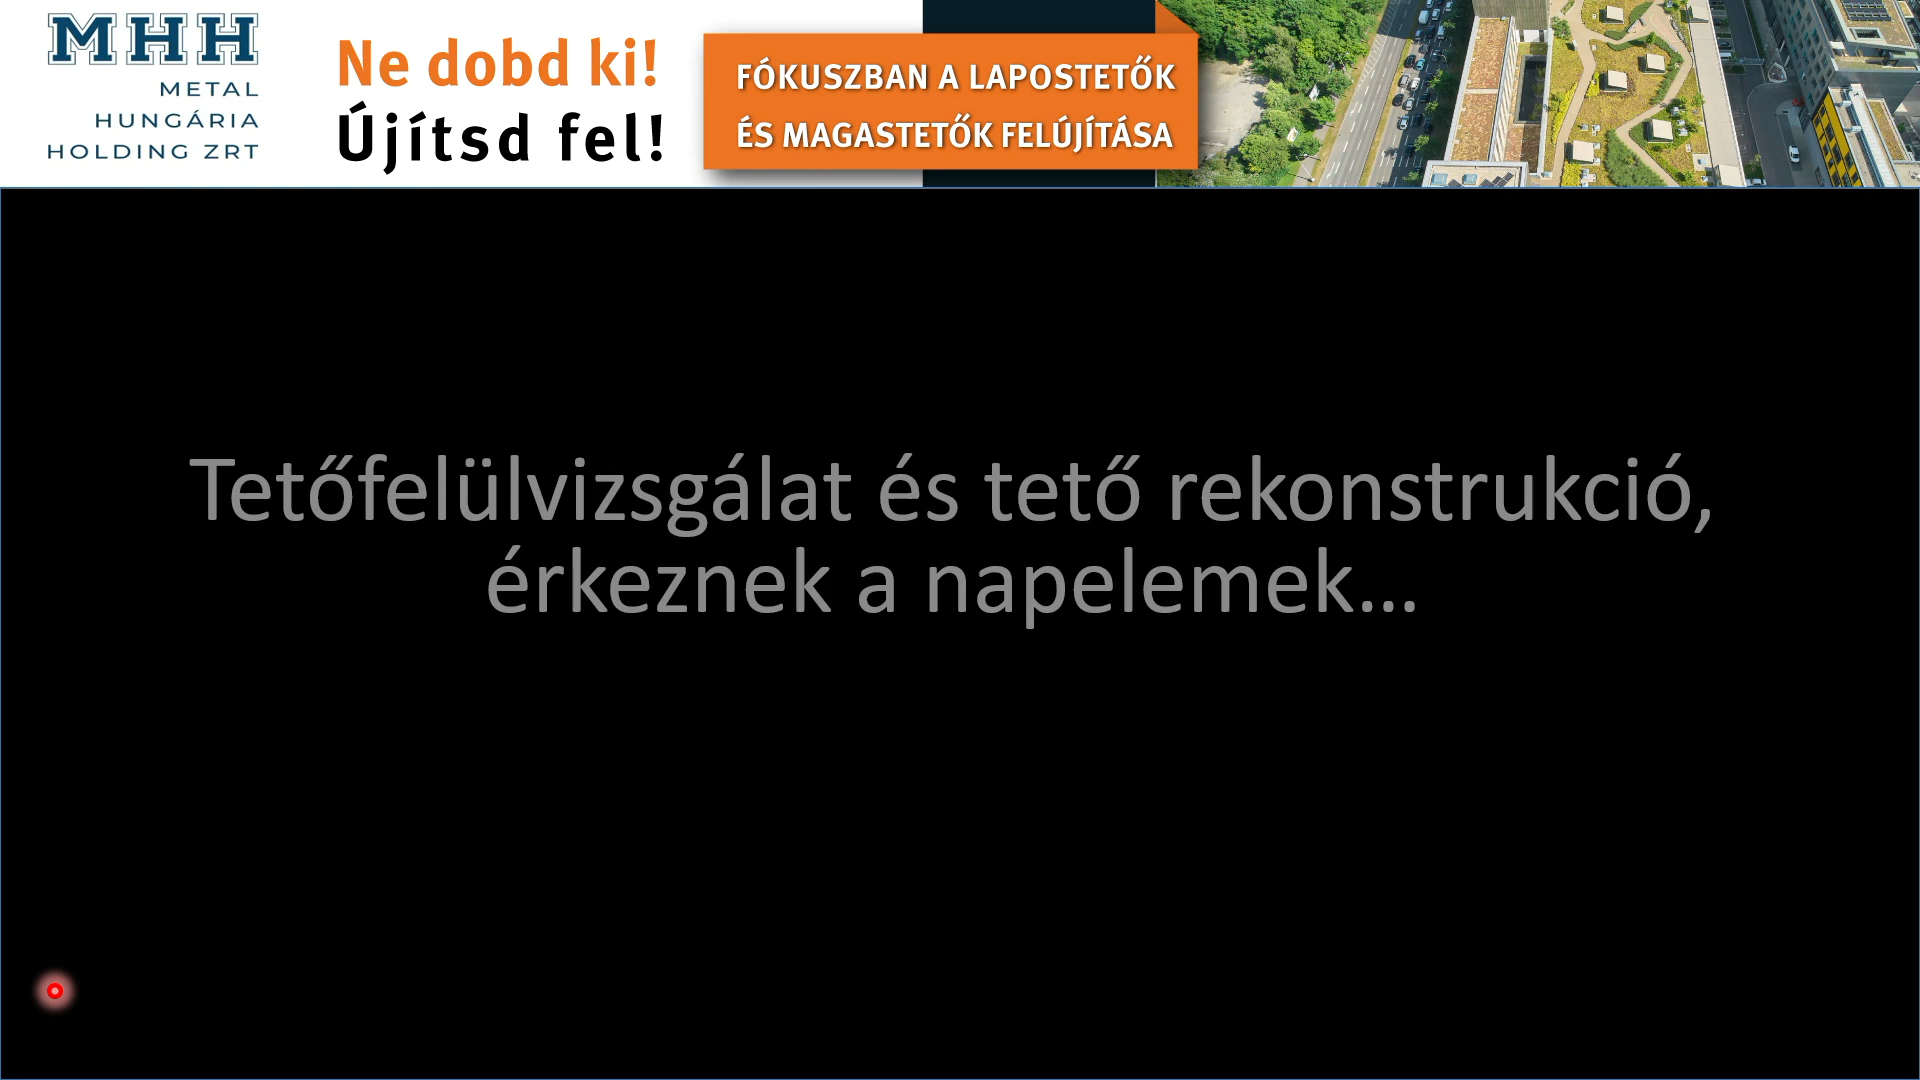 MHH
METAL
HUNGÁRIA
HOLDING ZRT
Ne dobd ki!
Újítsd fel!
FÓKUSZBAN A LAPOSTETŐK
ÉS MAGASTETŐK FELÚJÍTÁSA
Tetőfelülvizsgálat és tető rekonstrukció,
érkeznek a napelemek…